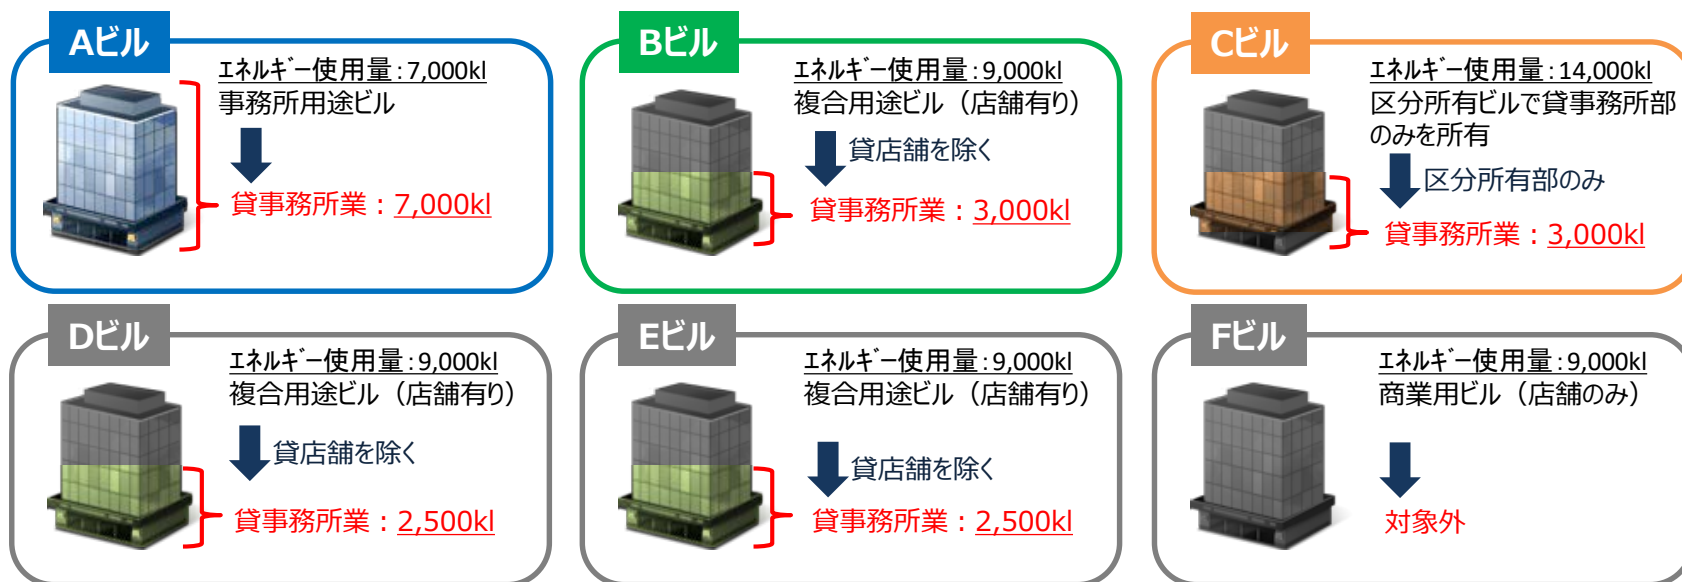 Aビル
エネルギー使用量:7,000kl
事務所用途ビル
貸事務所業:7,000kl
Bビル
エネルギー使用量:9,000kl
複合用途ビル(店舗有り)
貸店舗を除く
貸事務所業:3,000kl
Cビル
エネルギー使用量:14,000kl
区分所有ビルで貸事務所部
のみを所有
区分所有部のみ
貸事務所業:3,000kl
Dビル
エネルギー使用量:9,000kl
複合用途ビル(店舗有り)
貸店舗を除く
貸事務所業:2,500kl
Eビル
エネルギー使用量:9,000kl
複合用途ビル(店舗有り)
貸店舗を除く
貸事務所業:2,500kl
Fビル
エネルギー使用量:9,000kl
商業用ビル(店舗のみ)
対象外